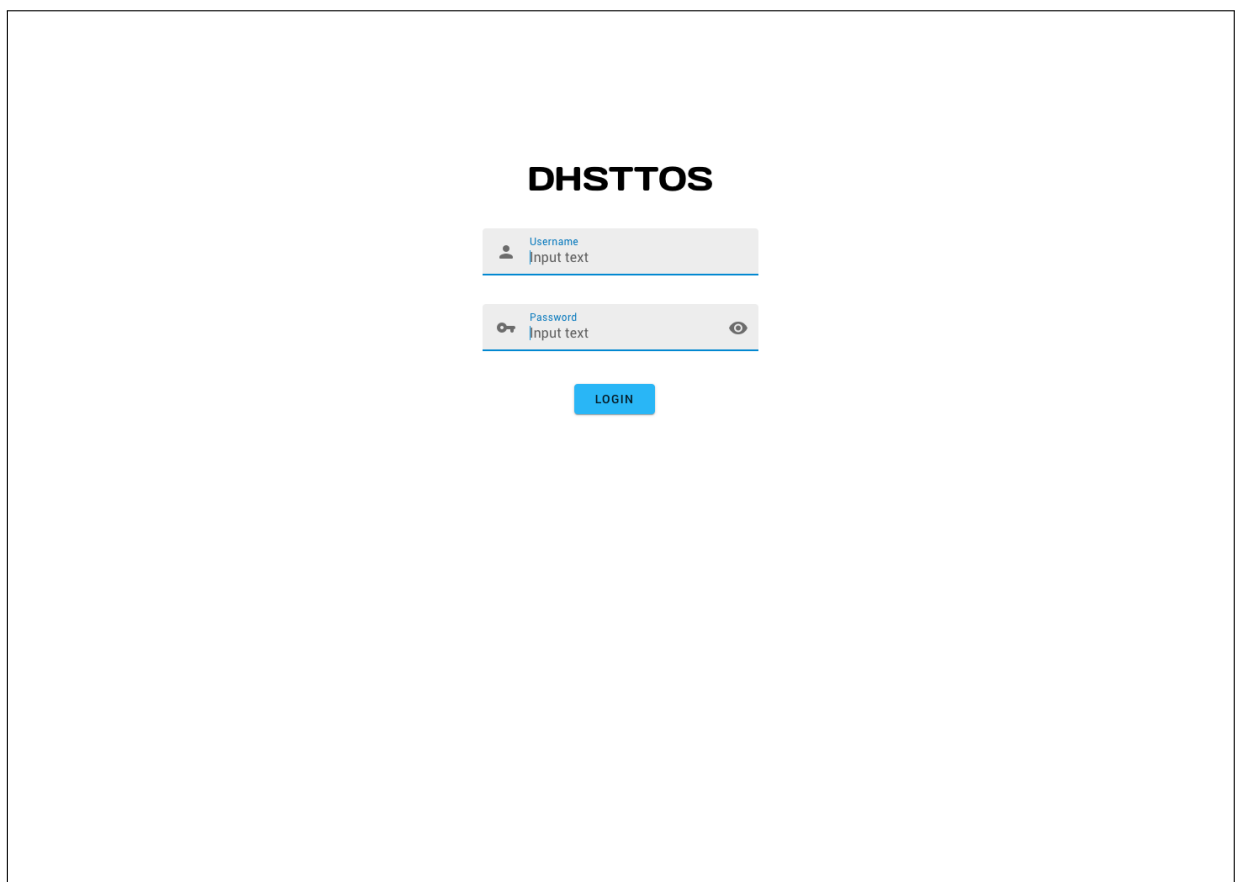 DHSTTOS
Username
Input text
Password
Input text
LOGIN